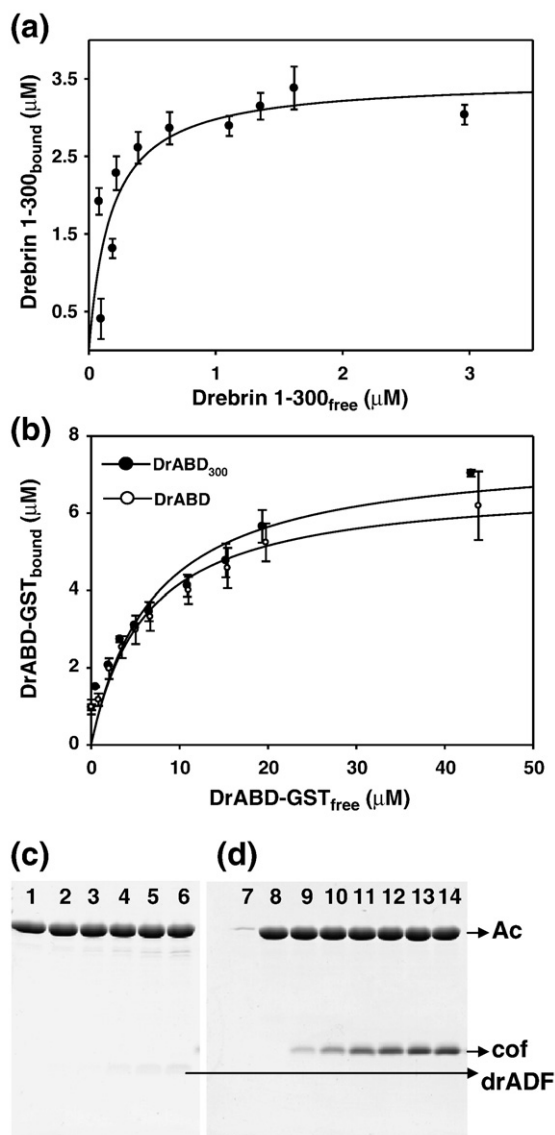 (a)
Drebrin 1-300bound (μM)
3.5
2.5
1.5
0.5
0 1 2 3
Drebrin 1-300free (μM)
(b)
DrABD-GSTbound (μM)
8
6
4
2
0
DrABD300
DrABD
0 10 20 30 40 50
DrABD-GSTfree (μM)
(c) (d)
1 2 3 4 5 6 7 8 9 10 11 12 13 14
Ac
cof
drADF